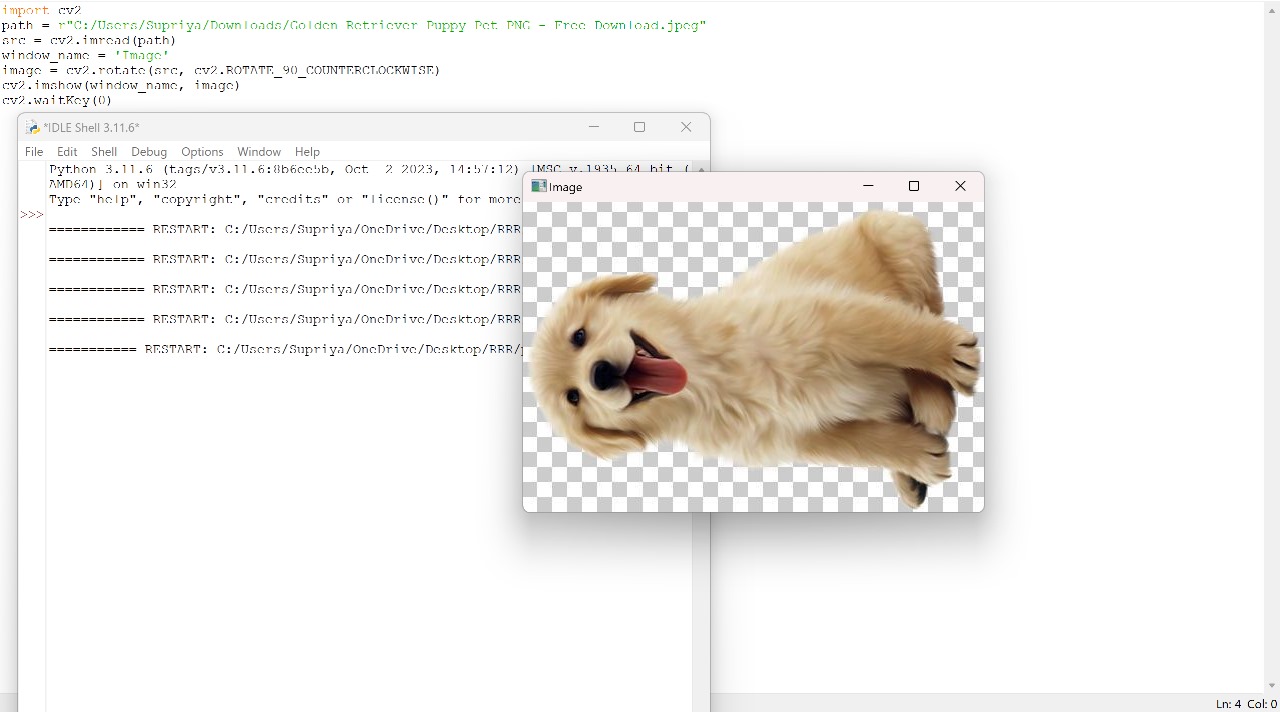 import cv2
path = r"C:/Users/Supriya/Downloads/Golden Retriever Puppy Pet PNG - Free Download.jpeg"
src = cv2.imread(path)
window_name = 'Image'
image = cv2.rotate(src, cv2.ROTATE_90_COUNTERCLOCKWISE)
cv2.imshow(window_name, image)
cv2.waitKey(0)
*IDLE Shell 3.11.6*
File Edit Shell Debug Options Window Help
Python 3.11.6 (tags/v3.11.6:8b6ee5b, Oct  2 2023, 14:57:12) [MSC v.1935 64 bit (
AMD64)] on win32
Type "help", "copyright", "credits" or "license()" for more
>>>
============ RESTART: C:/Users/Supriya/OneDrive/Desktop/RRR
============ RESTART: C:/Users/Supriya/OneDrive/Desktop/RRR
============ RESTART: C:/Users/Supriya/OneDrive/Desktop/RRR
============ RESTART: C:/Users/Supriya/OneDrive/Desktop/RRR
=========== RESTART: C:/Users/Supriya/OneDrive/Desktop/RRR/
Image
Ln: 4 Col: 0